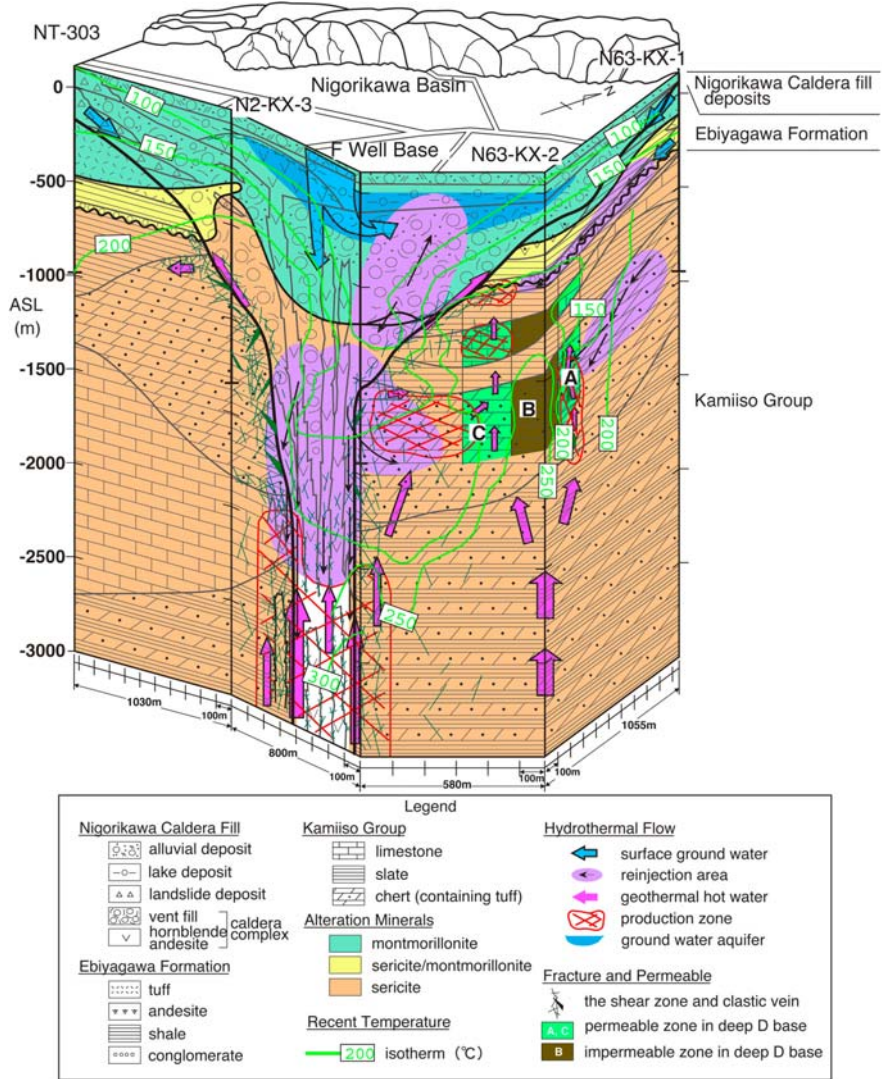 NT-303
N63-KX-1
Nigorikawa Basin
Nigorikawa Caldera fill
deposits
N2-KX-3
Ebiyagawa Formation
F Well Base
N63-KX-2
0
-500
-1000
ASL
(m)
-1500
-2000
-2500
-3000
100
150
200
100
150
150
200
200
250
250
300
A
B
C
Kamiiso Group
1030m
100m
800m
100m
580m
100m
100m
1055m
Legend
Nigorikawa Caldera Fill
alluvial deposit
lake deposit
landslide deposit
vent fill
hornblende
andesite
caldera
complex
Ebiyagawa Formation
tuff
andesite
shale
conglomerate
Kamiiso Group
limestone
slate
chert (containing tuff)
Alteration Minerals
montmorillonite
sericite/montmorillonite
sericite
Recent Temperature
200 isotherm (℃)
Hydrothermal Flow
surface ground water
reinjection area
geothermal hot water
production zone
ground water aquifer
Fracture and Permeable
the shear zone and clastic vein
A, C permeable zone in deep D base
B impermeable zone in deep D base